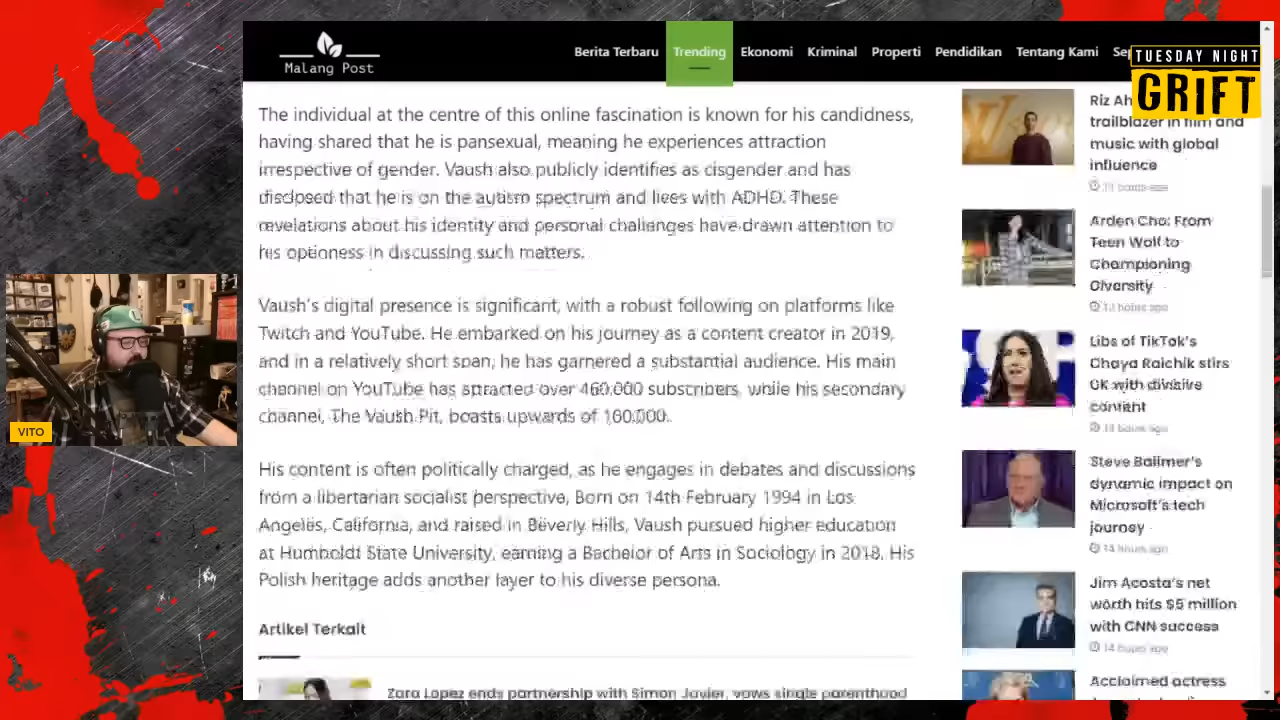 Malang Post
Berita Terbaru Trending Ekonomi Kriminal Properti Pendidikan Tentang Kami
TUESDAY NIGHT
GRIFT
The individual at the centre of this online fascination is known for his candidness,
having shared that he is pansexual, meaning he experiences attraction
irrespective of gender. Vaush also publicly identifies as cisgender and has
disclosed that he is on the autism spectrum and lives with ADHD. These
revelations about his identity and personal challenges have drawn attention to
his openness in discussing such matters.
Vaush's digital presence is significant, with a robust following on platforms like
Twitch and YouTube. He embarked on his journey as a content creator in 2019,
and in a relatively short span, he has garnered a substantial audience. His main
channel on YouTube has attracted over 460,000 subscribers, while his secondary
channel, The Vaush Pit, boasts upwards of 160,000.
His content is often politically charged, as he engages in debates and discussions
from a libertarian socialist perspective, Born on 14th February 1994 in Los
Angeles, California, and raised in Beverly Hills, Vaush pursued higher education
at Humboldt State University, earning a Bachelor of Arts in Sociology in 2018. His
Polish heritage adds another layer to his diverse persona.
Artikel Terkait
Zara Lopez ends partnership with Simon Javier, vows single parenthood
Riz
trailblazer in film and
music with global
influence
11 hours ago
Arden Cho: From
Teen Wolf to
Championing
Diversity
Libs of TikTok's
Chaya Raichik stirs
UK with divisive
content
Steve Ballmer's
dynamic impact on
Microsoft's tech
journey
14 hours ago
Jim Acosta's net
worth hits $5 million
with CNN success
14 hours ago
Acclaimed actress
VITO